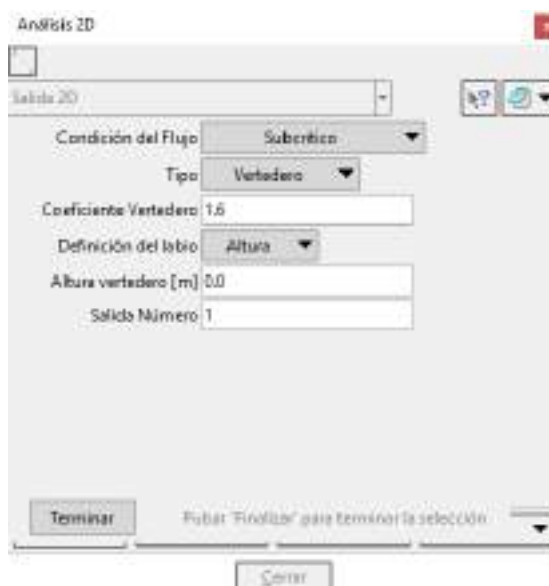 Análisis 2D
Salida 2D
Condición del Flujo Subcrítico
Tipo Vertedero
Coeficiente Vertedero 1.6
Definición del labio Altura
Altura vertedero [m] 0.0
Salida Número 1
Terminar Pulsar 'Finalizar' para terminar la selección
Cerrar